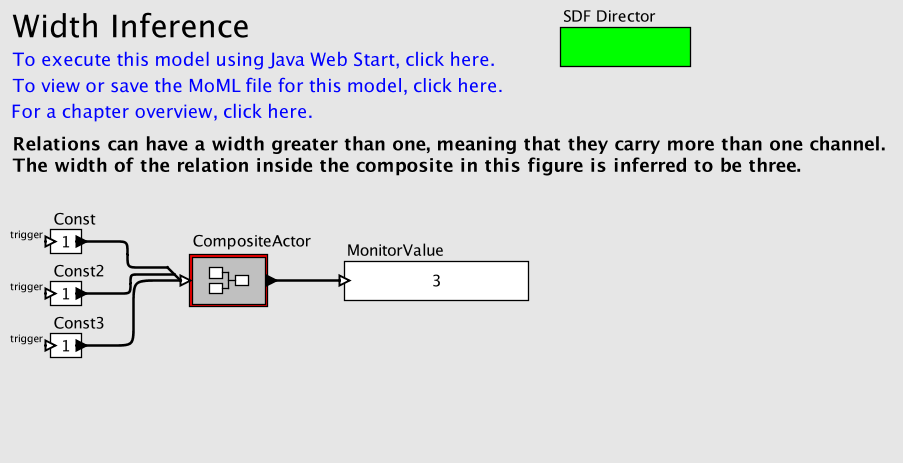 Width Inference
SDF Director
To execute this model using Java Web Start, click here.
To view or save the MoML file for this model, click here.
For a chapter overview, click here.
Relations can have a width greater than one, meaning that they carry more than one channel.
The width of the relation inside the composite in this figure is inferred to be three.
Const
trigger
1
CompositeActor
MonitorValue
3
Const2
trigger
1
Const3
trigger
1